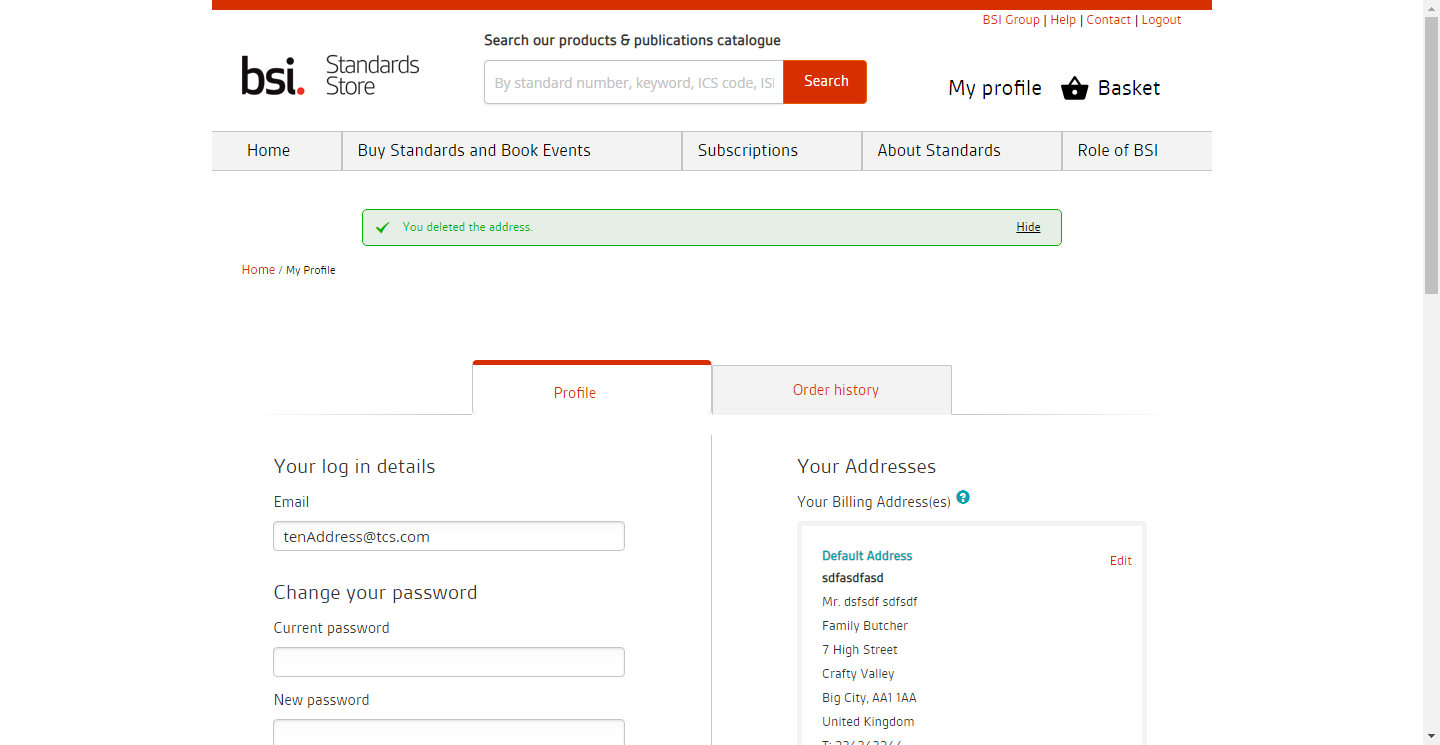 BSI Group | Help | Contact | Logout
Search our products & publications catalogue
bsi. Standards Store
By standard number, keyword, ICS code, ISI
Search
My profile
Basket
Home
Buy Standards and Book Events
Subscriptions
About Standards
Role of BSI
You deleted the address.
Hide
Home / My Profile
Profile
Order history
Your log in details
Email
tenAddress@tcs.com
Change your password
Current password
New password
Your Addresses
Your Billing Address(es) ?
Default Address
Edit
sdfasdfasd
Mr. dsfsdf sdfsdf
Family Butcher
7 High Street
Crafty Valley
Big City, AA1 1AA
United Kingdom